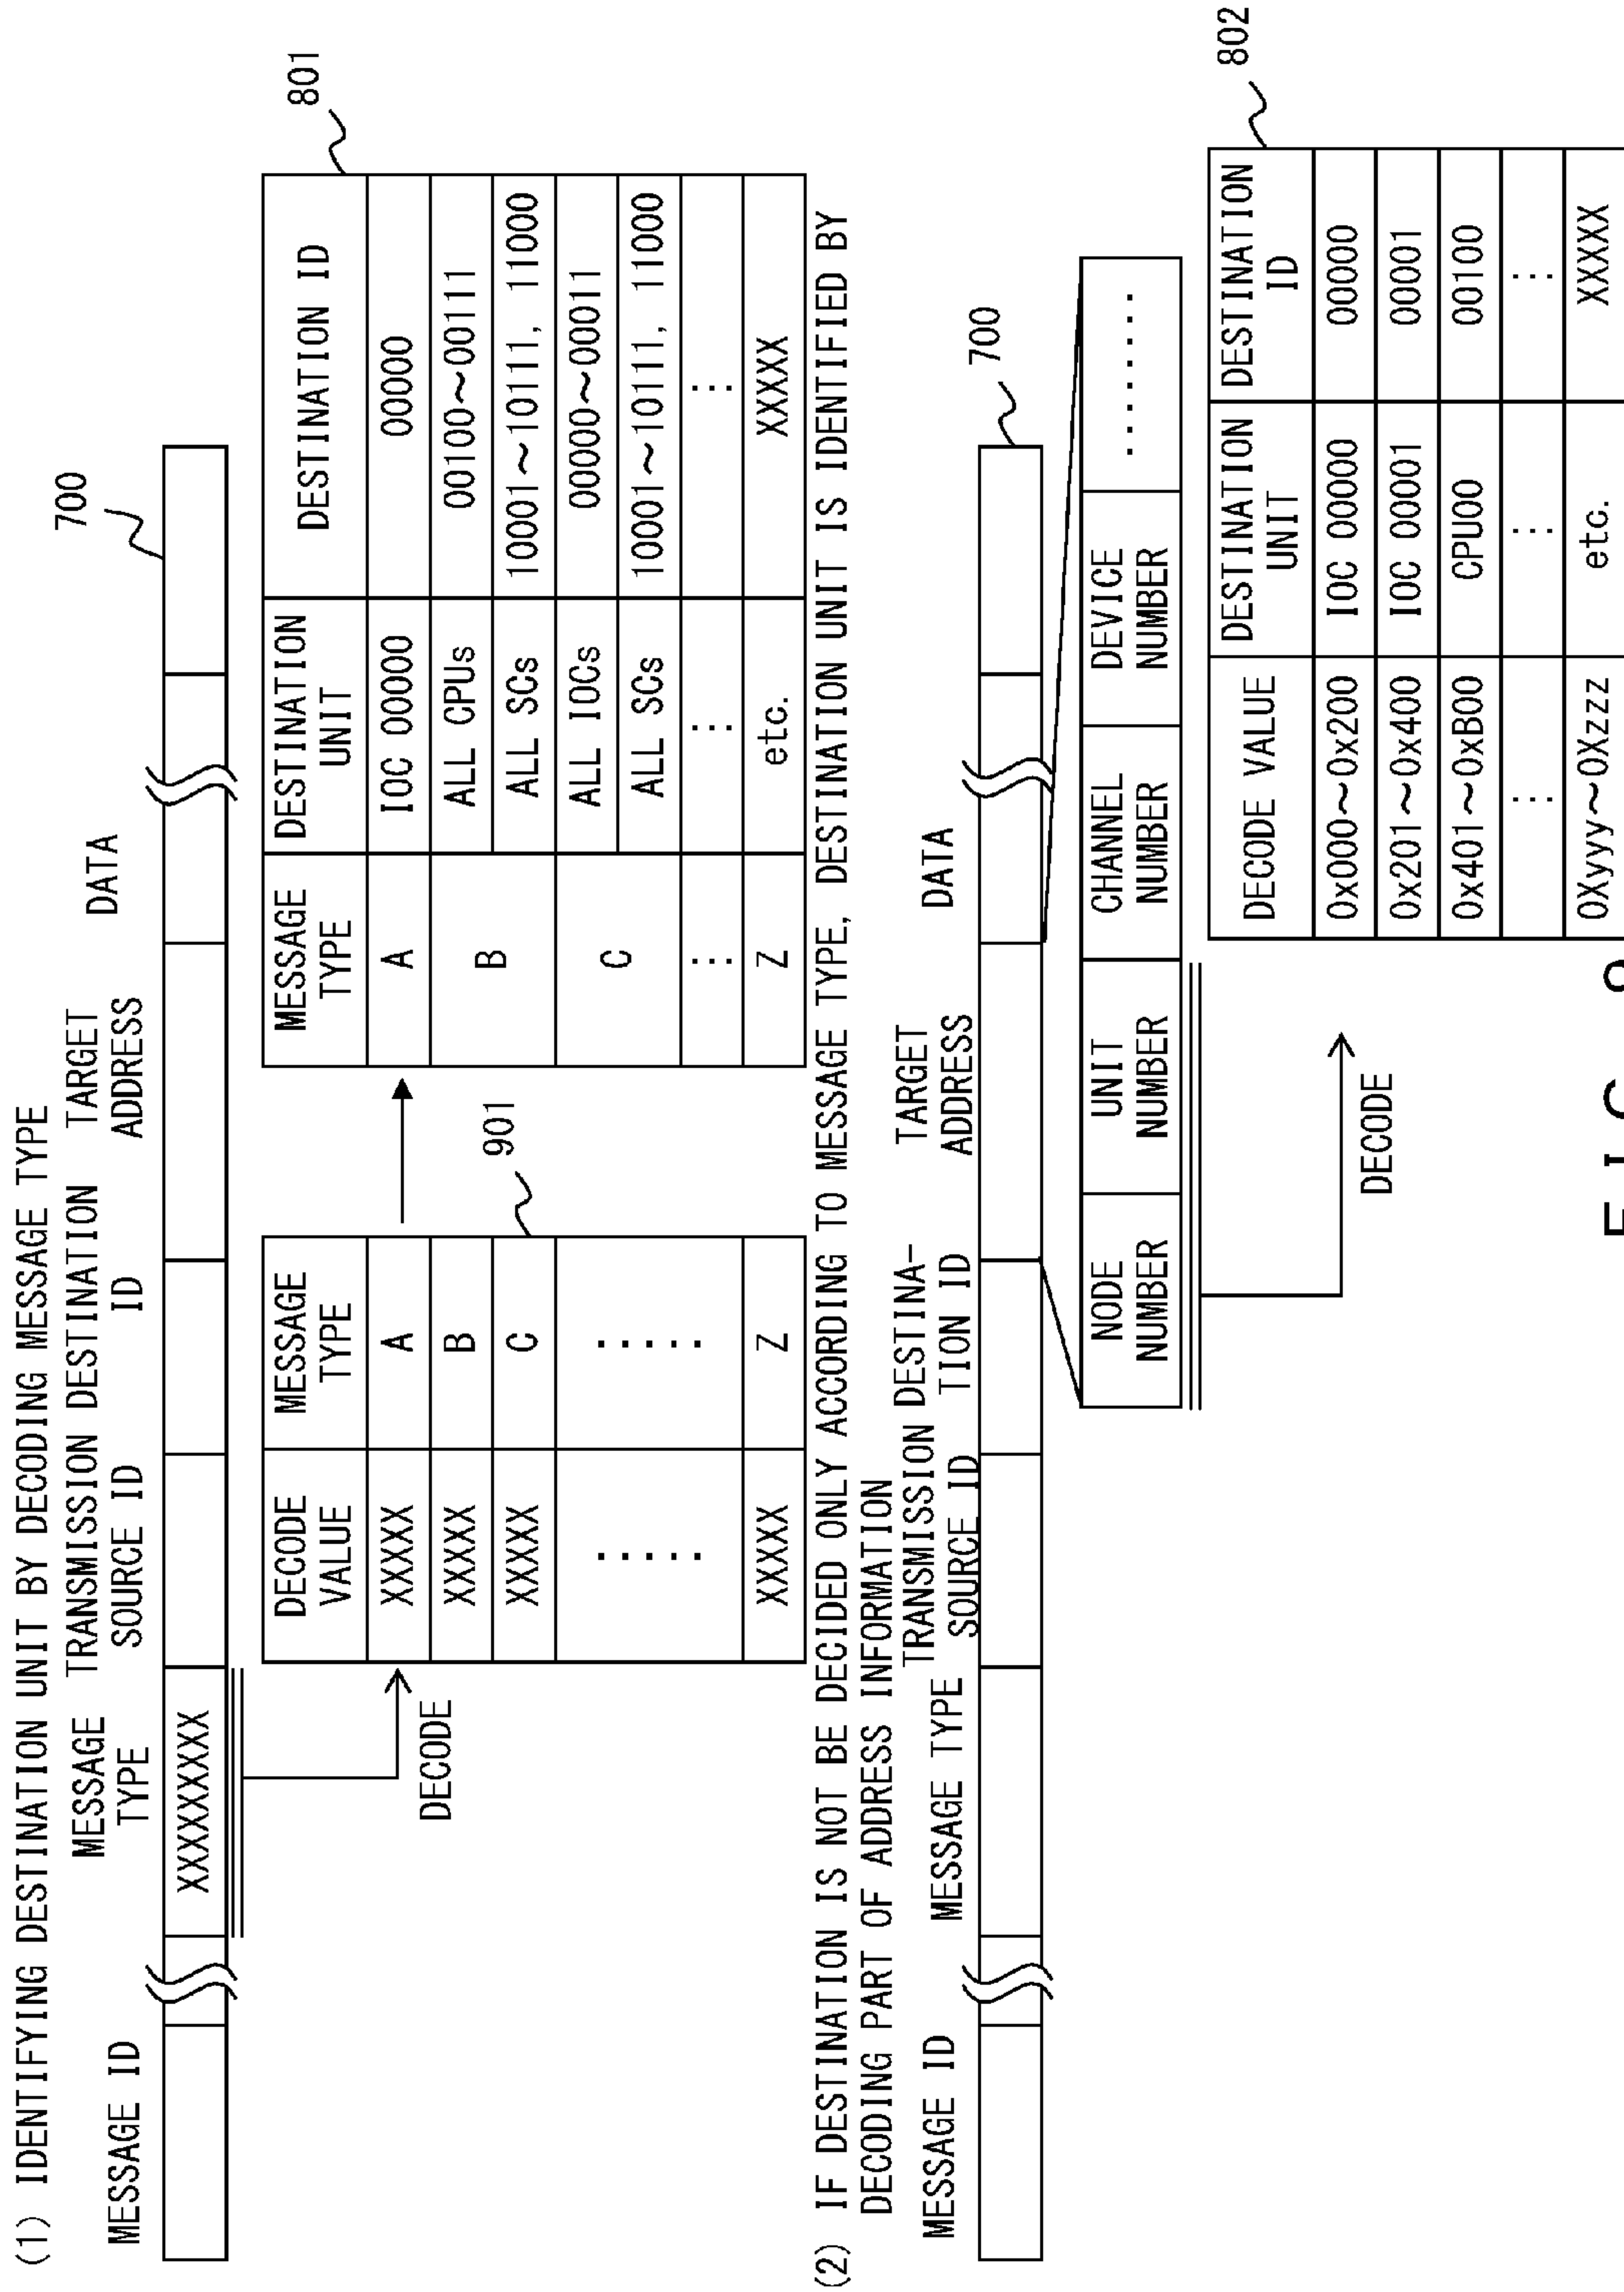 (1) IDENTIFYING DESTINATION UNIT BY DECODING MESSAGE TYPE
MESSAGE ID
MESSAGE
TYPE
TRANSMISSION
SOURCE ID
DESTINATION
ID
TARGET
ADDRESS
DATA
700
XXXXXXXX
DECODE
DECODE
VALUE
MESSAGE
TYPE
XXXXX A
XXXXX B
XXXXX C
..... .....
XXXXX Z
901
MESSAGE
TYPE
DESTINATION
UNIT
DESTINATION ID
A IOC 00000 00000
B ALL CPUs 00100~00111
ALL SCs 10001~10111, 11000
C ALL IOCs 00000~00011
ALL SCs 10001~10111, 11000
... ... ...
Z etc. XXXXX
801
(2) IF DESTINATION IS NOT BE DECIDED ONLY ACCORDING TO MESSAGE TYPE, DESTINATION UNIT IS IDENTIFIED BY
DECODING PART OF ADDRESS INFORMATION
MESSAGE ID
MESSAGE TYPE
TRANSMISSION
SOURCE ID
DESTINA-
TION ID
TARGET
ADDRESS
DATA
700
NODE
NUMBER
UNIT
NUMBER
CHANNEL
NUMBER
DEVICE
NUMBER
........
DECODE
DECODE VALUE
DESTINATION
UNIT
DESTINATION
ID
0x000~0x200 IOC 00000 00000
0x201~0x400 IOC 00001 00001
0x401~0xB00 CPU00 00100
... ... ...
0Xyyy~0Xzzz etc. XXXXX
802